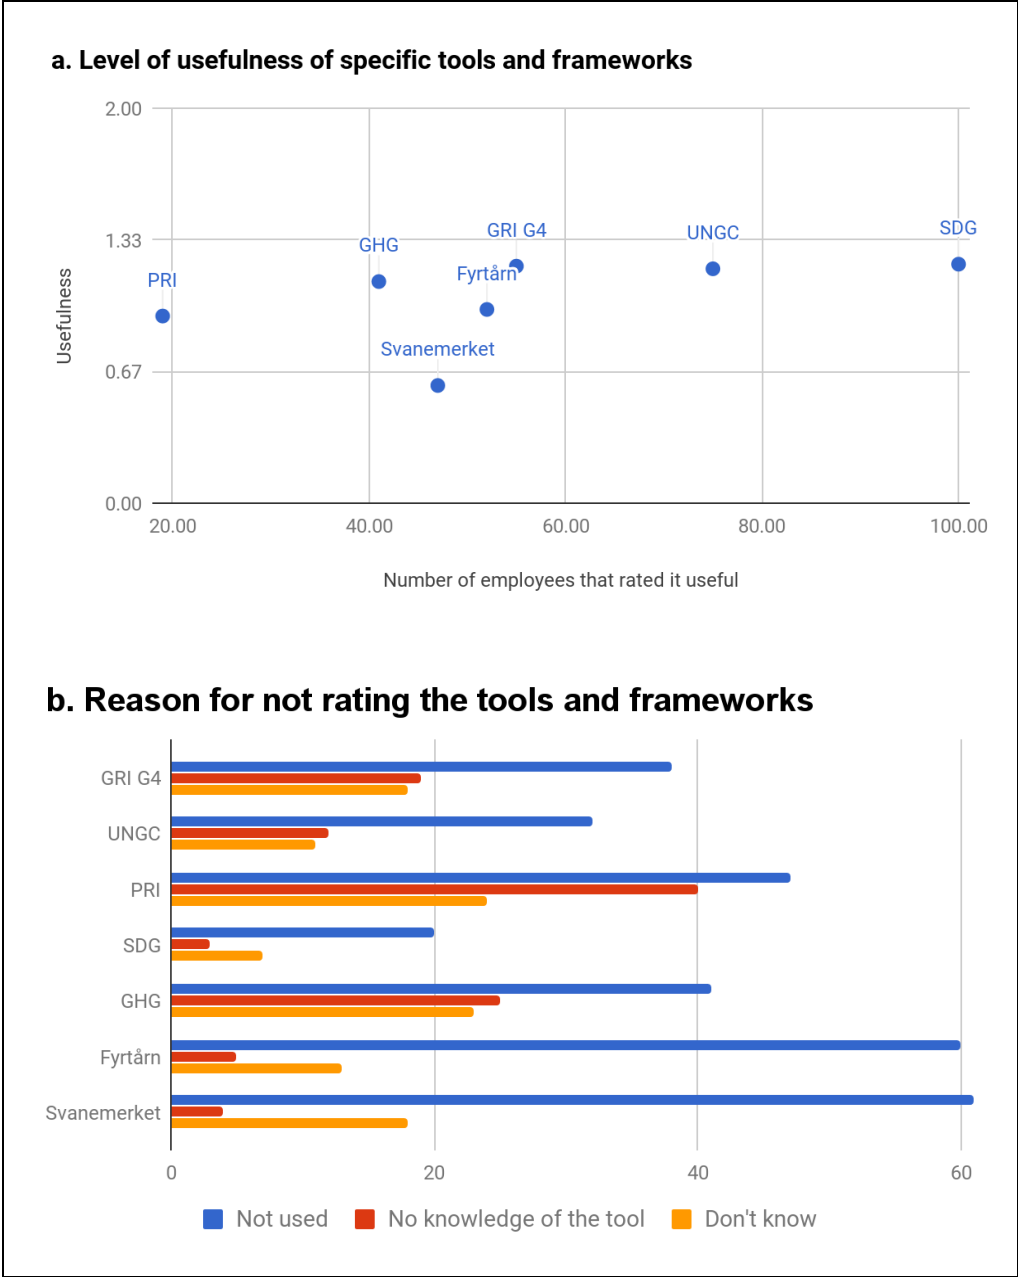 a. Level of usefulness of specific tools and frameworks
2.00
1.33
0.67
0.00
Usefulness
PRI
GHG
GRI G4
Fyrtårn
Svanemerket
UNGC
SDG
20.00 40.00 60.00 80.00 100.00
Number of employees that rated it useful
b. Reason for not rating the tools and frameworks
GRI G4
UNGC
PRI
SDG
GHG
Fyrtårn
Svanemerket
0 20 40 60
Not used No knowledge of the tool Don't know